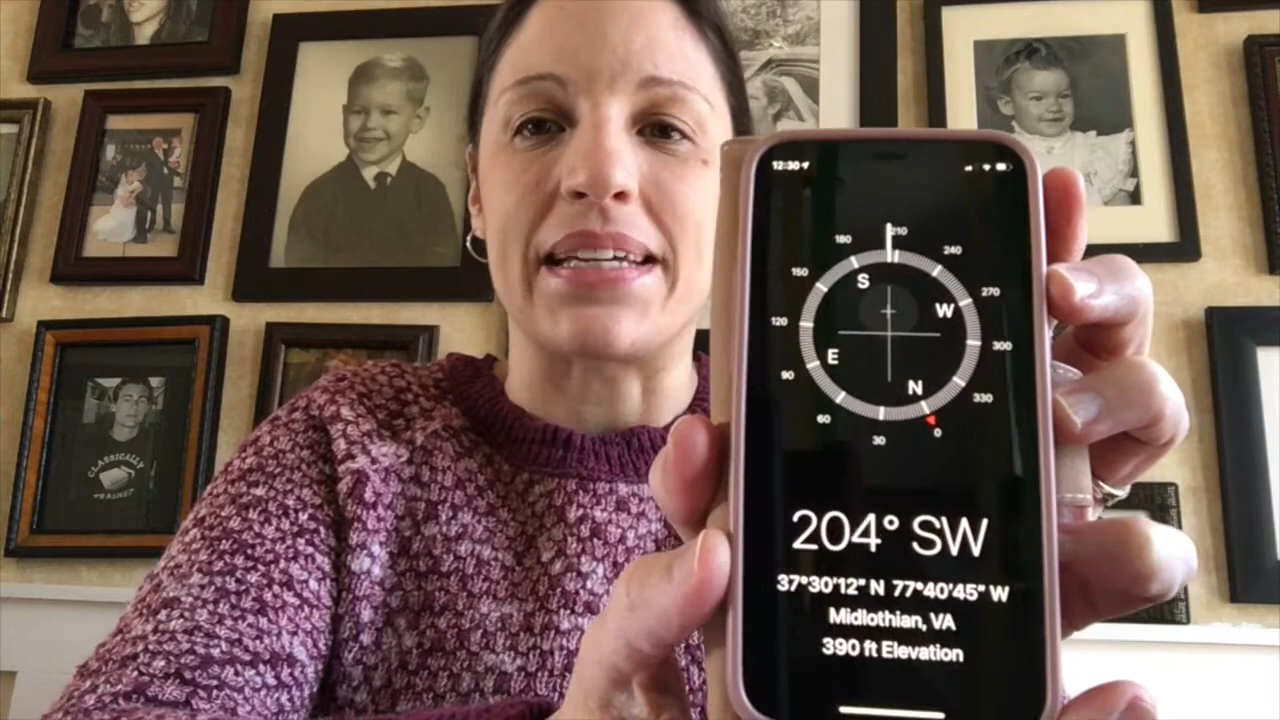 12:30
180
210
240
150
S
270
W
120
300
E
90
N
330
60
0
30
204° SW
37°30'12" N 77°40'45" W
Midlothian, VA
390 ft Elevation
CLASSICALLY
TRAINED